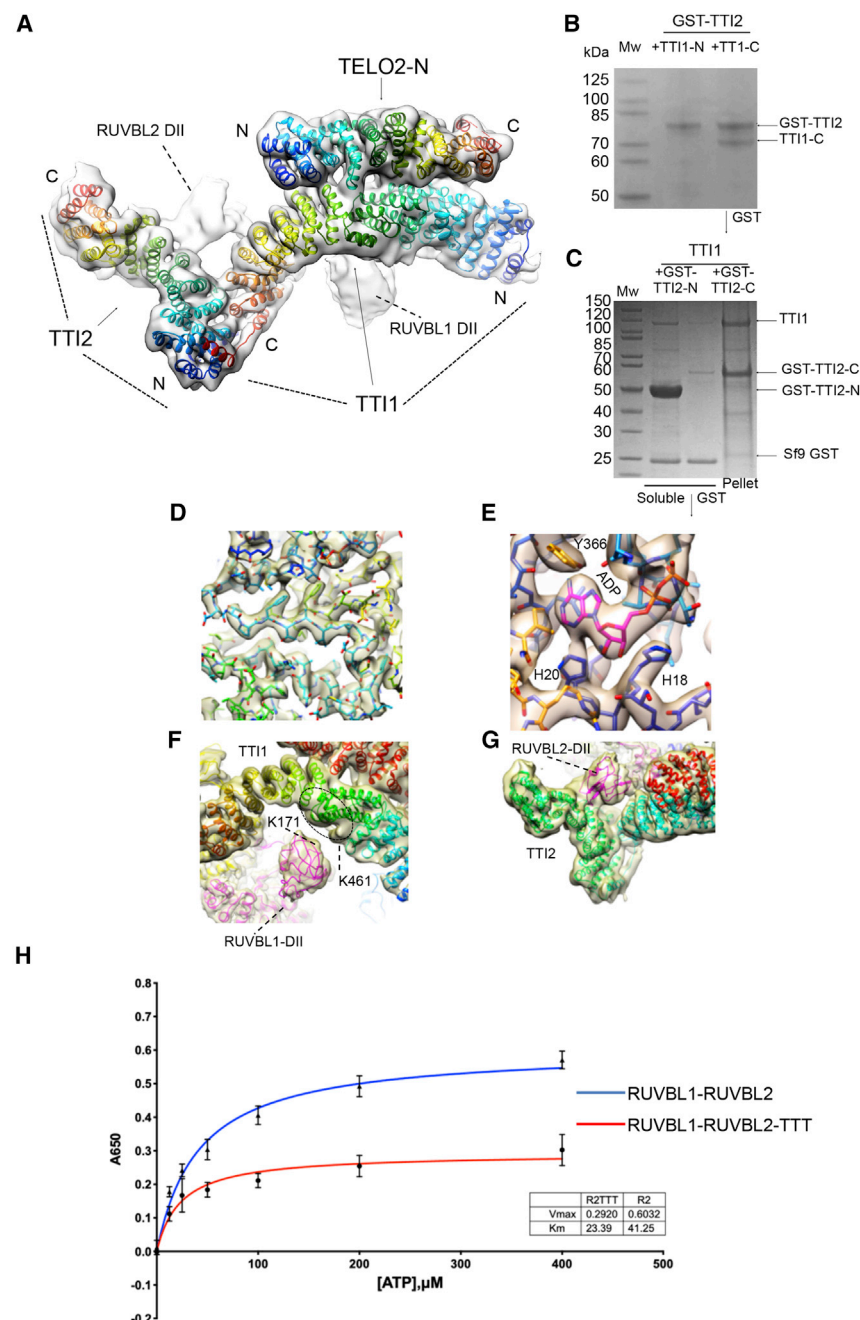 A
TELO2-N
RUVBL2 DII
N
C
C
TTI2
N
C
N
RUVBL1 DII
TTI1
B
GST-TTI2
kDa
Mw
+TTI1-N
+TT1-C
125
100
85
70
60
50
GST-TTI2
TTI1-C
GST
C
TTI1
Mw
+GST-
TTI2-N
+GST-
TTI2-C
150
120
100
85
70
60
50
40
30
25
TTI1
GST-TTI2-C
GST-TTI2-N
Sf9 GST
Soluble
GST
Pellet
D
E
Y366
ADP
H20
H18
F
TTI1
K171
K461
RUVBL1-DII
G
RUVBL2-DII
TTI2
H
0.8
0.7
0.6
0.5
0.4
0.3
0.2
0.1
0.0
-0.1
-0.2
A650
100
200
300
400
500
[ATP],µM
RUVBL1-RUVBL2
RUVBL1-RUVBL2-TTT
R2TTT R2
Vmax 0.2920 0.6032
Km 23.39 41.25